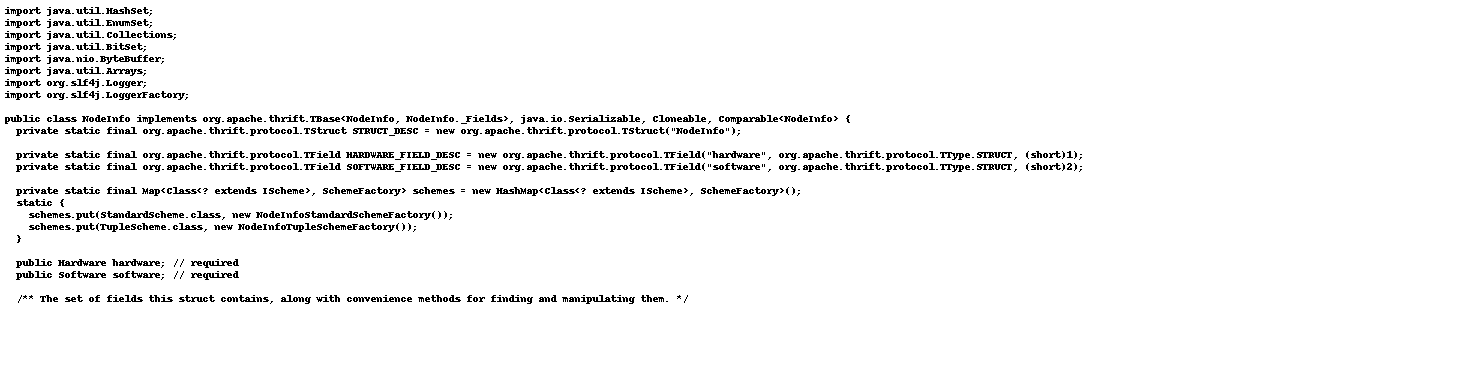 import java.util.HashSet;
import java.util.EnumSet;
import java.util.Collections;
import java.util.BitSet;
import java.nio.ByteBuffer;
import java.util.Arrays;
import org.slf4j.Logger;
import org.slf4j.LoggerFactory;

public class NodeInfo implements org.apache.thrift.TBase<NodeInfo, NodeInfo._Fields>, java.io.Serializable, Cloneable, Comparable<NodeInfo> {
  private static final org.apache.thrift.protocol.TStruct STRUCT_DESC = new org.apache.thrift.protocol.TStruct("NodeInfo");

  private static final org.apache.thrift.protocol.TField HARDWARE_FIELD_DESC = new org.apache.thrift.protocol.TField("hardware", org.apache.thrift.protocol.TType.STRUCT, (short)1);
  private static final org.apache.thrift.protocol.TField SOFTWARE_FIELD_DESC = new org.apache.thrift.protocol.TField("software", org.apache.thrift.protocol.TType.STRUCT, (short)2);

  private static final Map<Class<? extends IScheme>, SchemeFactory> schemes = new HashMap<Class<? extends IScheme>, SchemeFactory>();
  static {
    schemes.put(StandardScheme.class, new NodeInfoStandardSchemeFactory());
    schemes.put(TupleScheme.class, new NodeInfoTupleSchemeFactory());
  }

  public Hardware hardware; // required
  public Software software; // required

  /** The set of fields this struct contains, along with convenience methods for finding and manipulating them. */